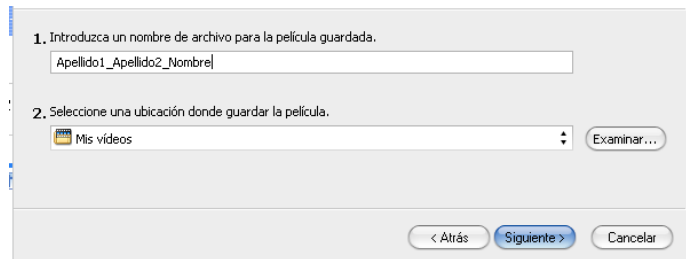 1. Introduzca un nombre de archivo para la película guardada.
Apellido1_Apellido2_Nombre
2. Seleccione una ubicación donde guardar la película.
Mis vídeos
Examinar...
< Atrás Siguiente > Cancelar